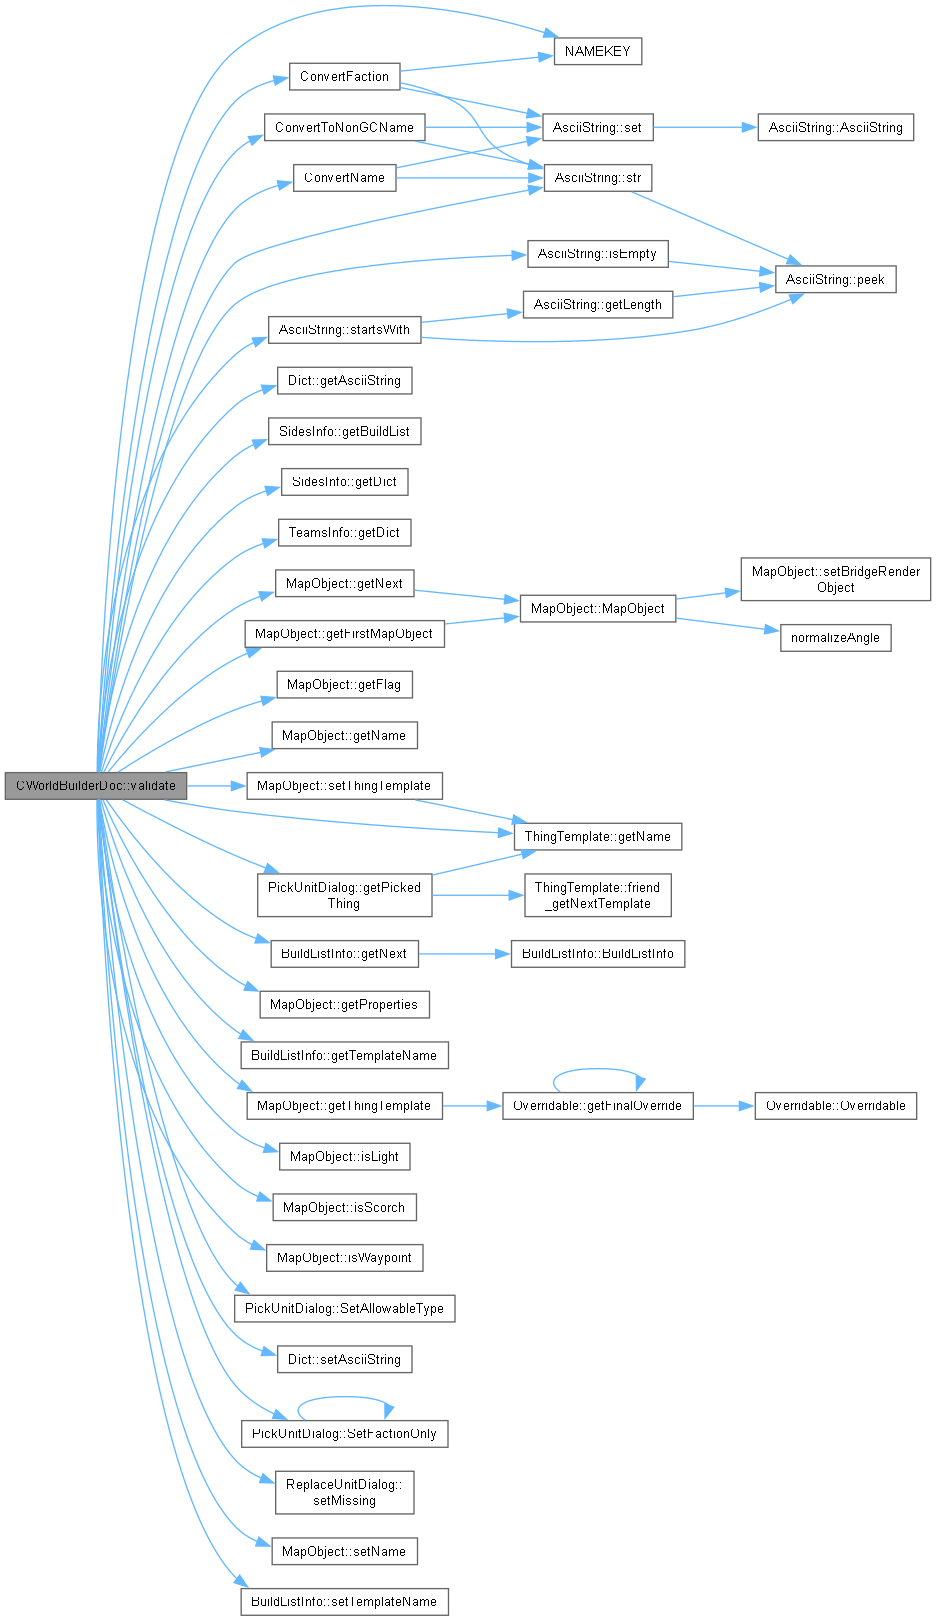 NAMEKEY
ConvertFaction
ConvertToNonGCName
AsciiString::set
AsciiString::AsciiString
ConvertName
AsciiString::str
AsciiString::isEmpty
AsciiString::peek
AsciiString::getLength
AsciiString::startsWith
Dict::getAsciiString
SidesInfo::getBuildList
SidesInfo::getDict
TeamsInfo::getDict
MapObject::getNext
MapObject::setBridgeRender
Object
MapObject::MapObject
MapObject::getFirstMapObject
normalizeAngle
MapObject::getFlag
MapObject::getName
CWorldBuilderDoc::validate
MapObject::setThingTemplate
ThingTemplate::getName
PickUnitDialog::getPicked
Thing
ThingTemplate::friend
_getNextTemplate
BuildListInfo::getNext
BuildListInfo::BuildListInfo
MapObject::getProperties
BuildListInfo::getTemplateName
MapObject::getThingTemplate
Overridable::getFinalOverride
Overridable::Overridable
MapObject::isLight
MapObject::isScorch
MapObject::isWaypoint
PickUnitDialog::SetAllowableType
Dict::setAsciiString
PickUnitDialog::SetFactionOnly
ReplaceUnitDialog::
setMissing
MapObject::setName
BuildListInfo::setTemplateName